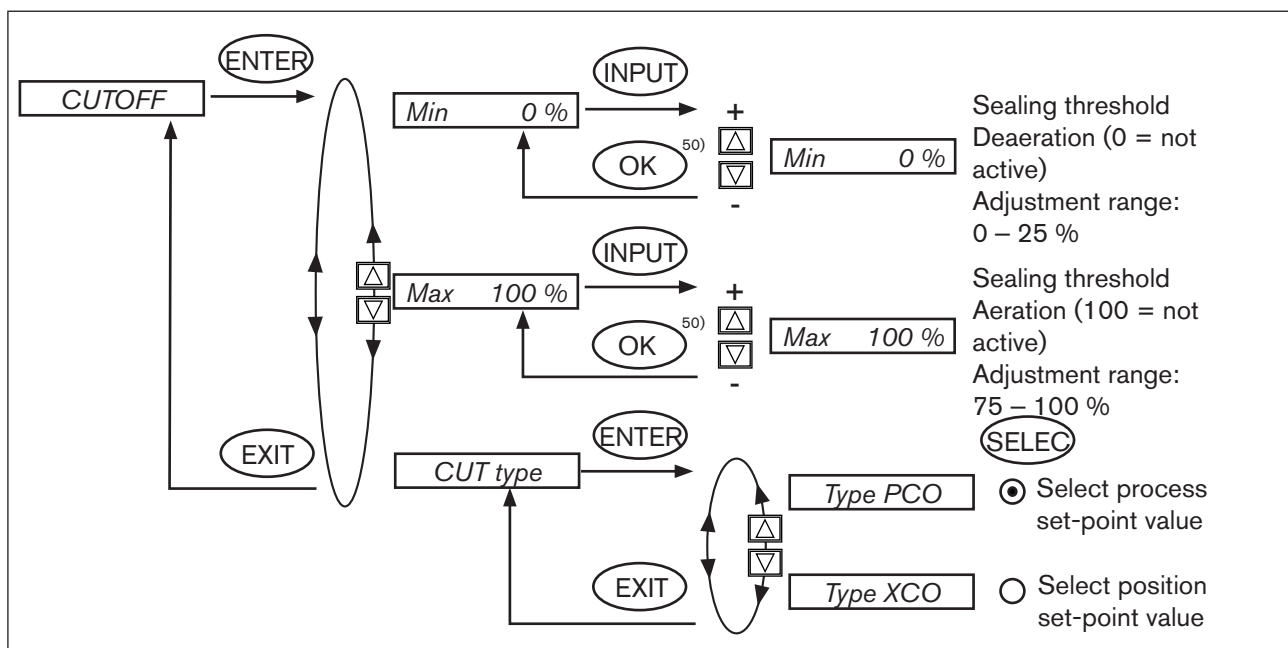 ENTER
CUTOFF
INPUT
Min 0 %
OK 50)
+
-
Min 0 %
Sealing threshold
Deaeration (0 = not
active)
Adjustment range:
0 – 25 %
INPUT
Max 100 %
OK 50)
+
-
Max 100 %
Sealing threshold
Aeration (100 = not
active)
Adjustment range:
75 – 100 %
EXIT
ENTER
CUT type
EXIT
SELEC
Type PCO
Select process
set-point value
Type XCO
Select position
set-point value